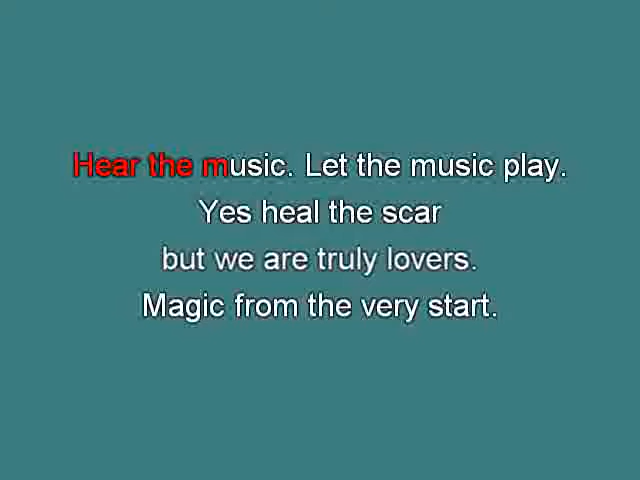 Hear the music. Let the music play.
Yes heal the scar
but we are truly lovers.
Magic from the very start.